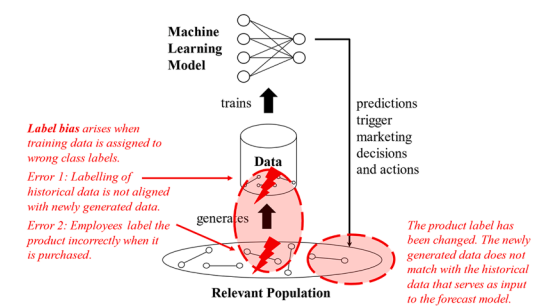 Machine
Learning
Model
trains
predictions
trigger
marketing
decisions
and actions
Label bias arises when
training data is assigned to
wrong class labels.
Error 1: Labelling of
historical data is not aligned
with newly generated data.
Error 2: Employees label the
product incorrectly when it
is purchased.
Data
generates
The product label has
been changed. The newly
generated data does not
match with the historical
data that serves as input
to the forecast model.
Relevant Population